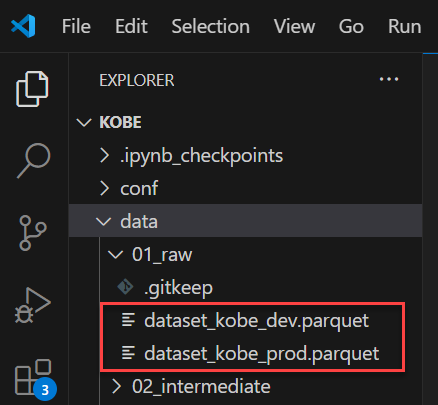 File Edit Selection View Go Run
EXPLORER
KOBE
.ipynb_checkpoints
conf
data
01_raw
.gitkeep
dataset_kobe_dev.parquet
dataset_kobe_prod.parquet
3
02_intermediate